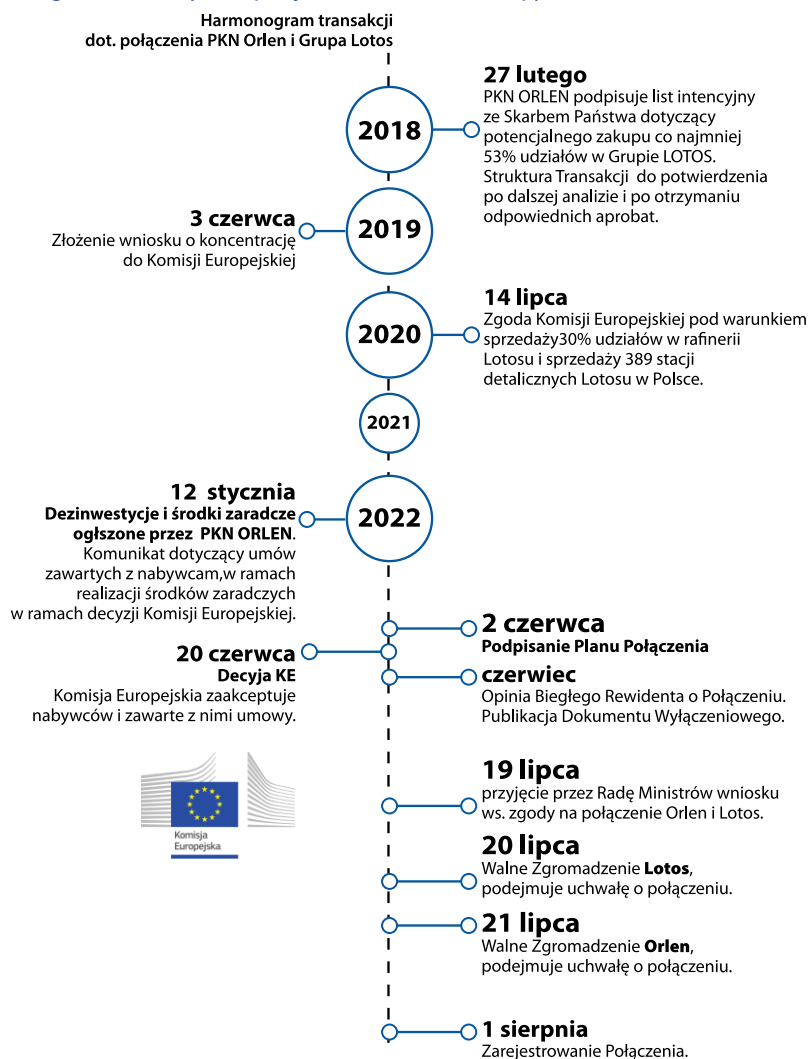 Harmonogram transakcji
dot. połączenia PKN Orlen i Grupa Lotos
2018
27 lutego
PKN ORLEN podpisuje list intencyjny
ze Skarbem Państwa dotyczący
potencjalnego zakupu co najmniej
53% udziałów w Grupie LOTOS.
Struktura Transakcji do potwierdzenia
po dalszej analizie i po otrzymaniu
odpowiednich aprobat.
3 czerwca
Złożenie wniosku o koncentrację
do Komisji Europejskiej
2019
2020
14 lipca
Zgoda Komisji Europejskiej pod warunkiem
sprzedaży30% udziałów w rafinerii
Lotosu i sprzedaży 389 stacji
detalicznych Lotosu w Polsce.
2021
12 stycznia
Dezinwestycje i środki zaradcze
ogłszone przez PKN ORLEN.
Komunikat dotyczący umów
zawartych z nabywcam,w ramach
realizacji środków zaradczych
w ramach decyzji Komisji Europejskiej.
2022
2 czerwca
Podpisanie Planu Połączenia
20 czerwca
Decyja KE
Komisja Europejskia zaakceptuje
nabywców i zawarte z nimi umowy.
czerwiec
Opinia Biegłego Rewidenta o Połączeniu.
Publikacja Dokumentu Wyłączeniowego.
Komisja
Europejska
19 lipca
przyjęcie przez Radę Ministrów wniosku
ws. zgody na połączenie Orlen i Lotos.
20 lipca
Walne Zgromadzenie Lotos,
podejmuje uchwałę o połączeniu.
21 lipca
Walne Zgromadzenie Orlen,
podejmuje uchwałę o połączeniu.
1 sierpnia
Zarejestrowanie Połączenia.